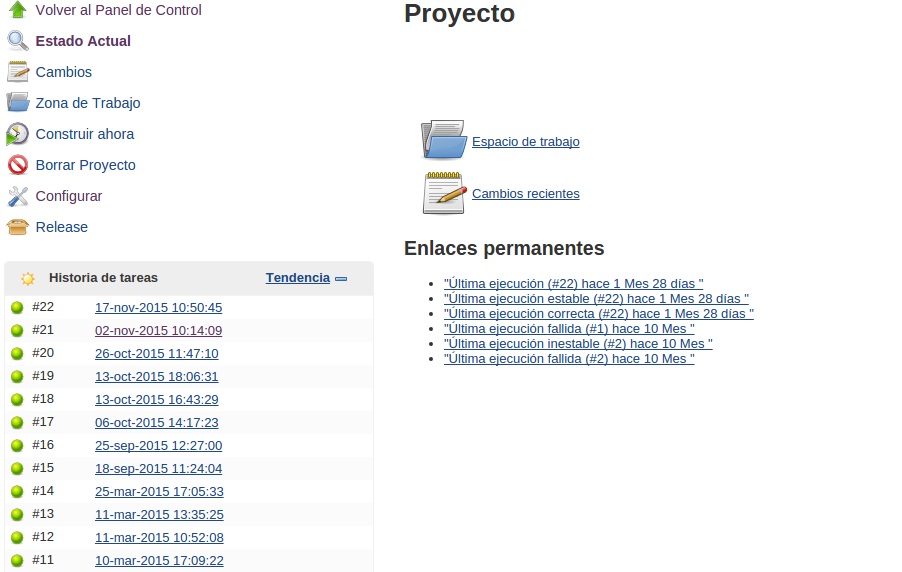 Volver al Panel de Control
Estado Actual
Cambios
Zona de Trabajo
Construir ahora
Borrar Proyecto
Configurar
Release
Historia de tareas Tendencia
#22 17-nov-2015 10:50:45
#21 02-nov-2015 10:14:09
#20 26-oct-2015 11:47:10
#19 13-oct-2015 18:06:31
#18 13-oct-2015 16:43:29
#17 06-oct-2015 14:17:23
#16 25-sep-2015 12:27:00
#15 18-sep-2015 11:24:04
#14 25-mar-2015 17:05:33
#13 11-mar-2015 13:35:25
#12 11-mar-2015 10:52:08
#11 10-mar-2015 17:09:22
Proyecto
Espacio de trabajo
Cambios recientes
Enlaces permanentes
"Última ejecución (#22) hace 1 Mes 28 días "
"Última ejecución estable (#22) hace 1 Mes 28 días "
"Última ejecución correcta (#22) hace 1 Mes 28 días "
"Última ejecución fallida (#1) hace 10 Mes "
"Última ejecución inestable (#2) hace 10 Mes "
"Última ejecución fallida (#2) hace 10 Mes "